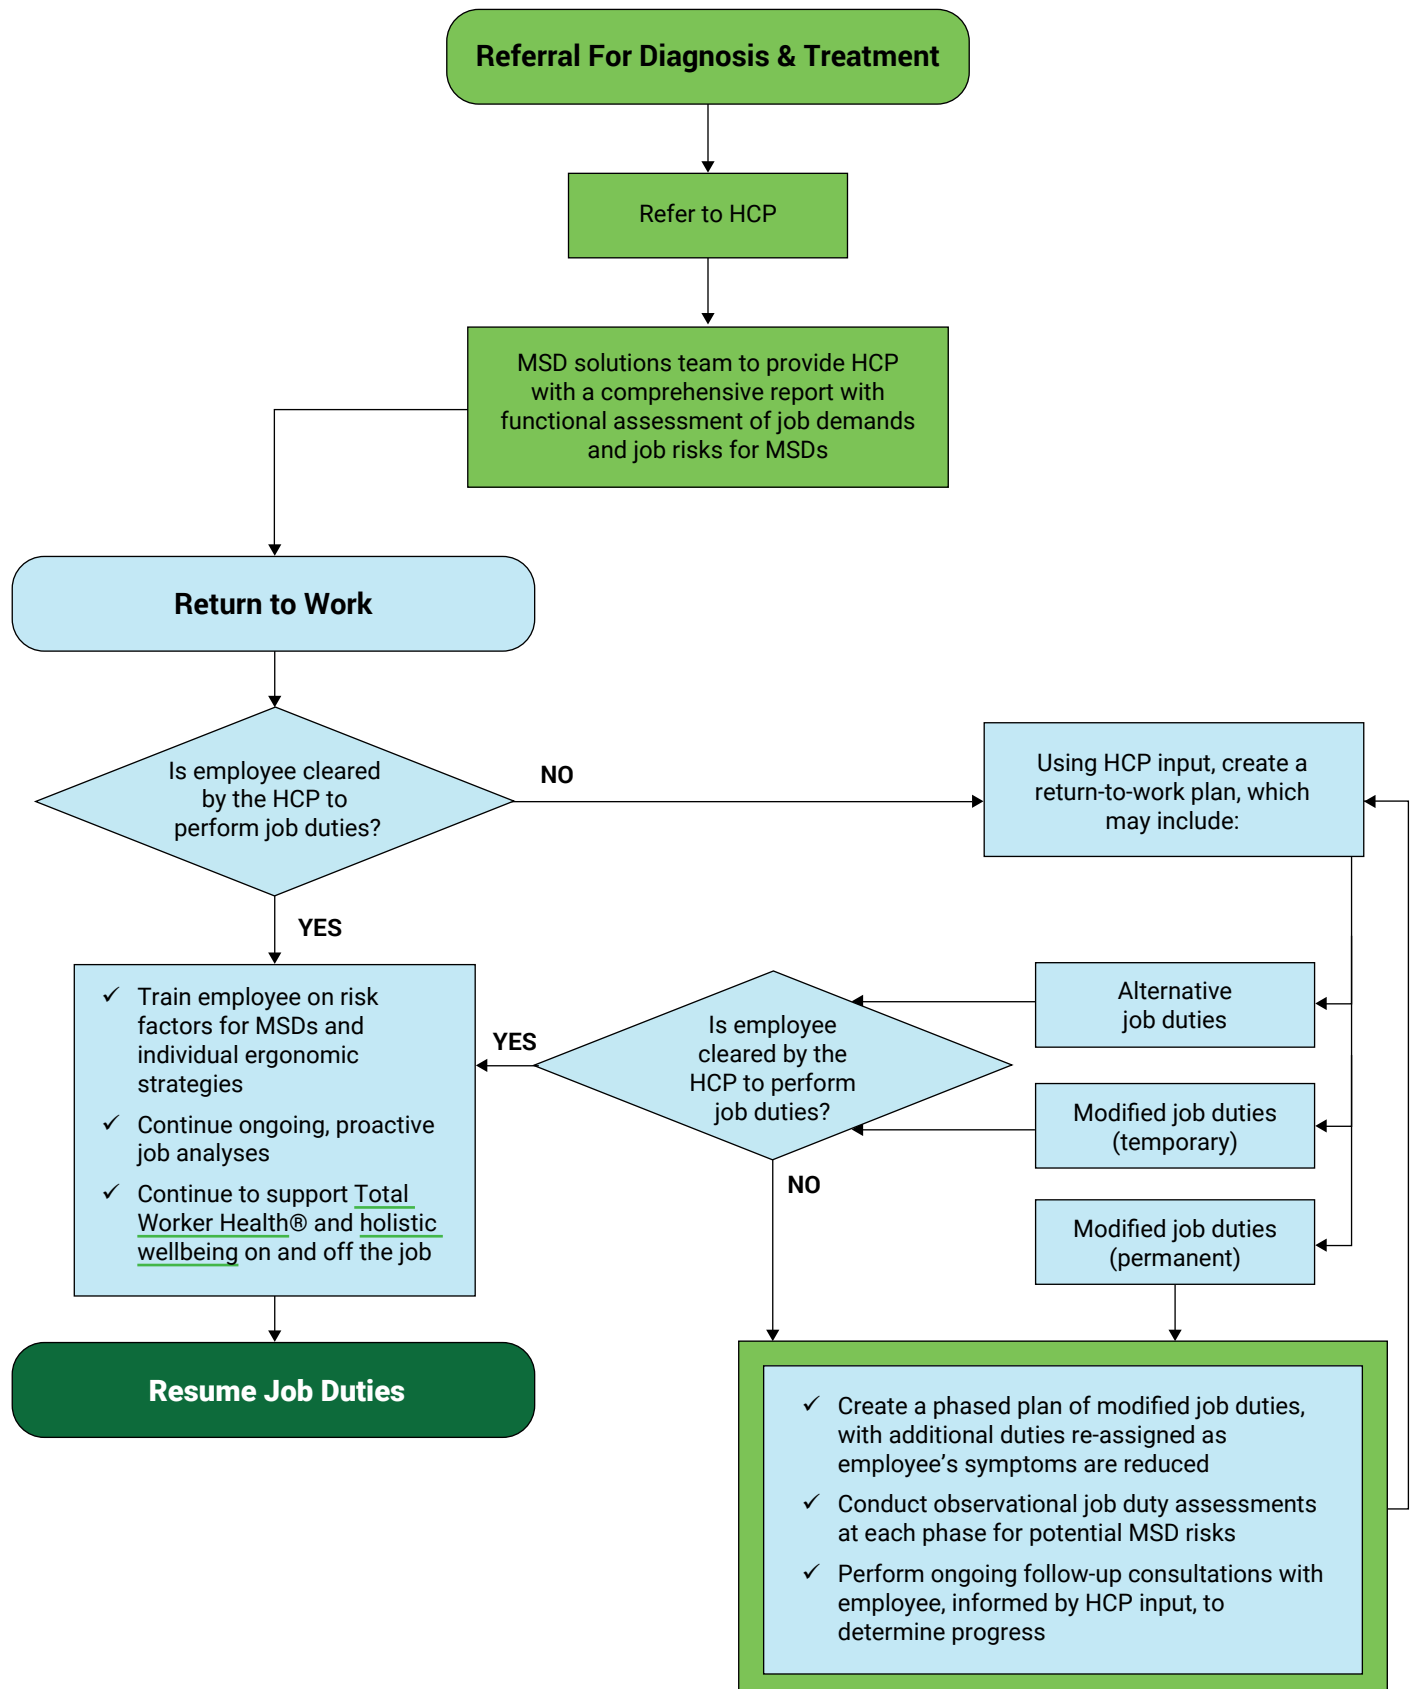 Referral For Diagnosis & Treatment
Refer to HCP
MSD solutions team to provide HCP
with a comprehensive report with
functional assessment of job demands
and job risks for MSDs
Return to Work
Is employee cleared
by the HCP to
perform job duties?
NO
Using HCP input, create a
return-to-work plan, which
may include:
YES
✓ Train employee on risk
factors for MSDs and
individual ergonomic
strategies
✓ Continue ongoing, proactive
job analyses
✓ Continue to support Total
Worker Health® and holistic
wellbeing on and off the job
YES
Is employee
cleared by the
HCP to perform
job duties?
NO
Alternative
job duties
Modified job duties
(temporary)
Modified job duties
(permanent)
Resume Job Duties
✓ Create a phased plan of modified job duties,
with additional duties re-assigned as
employee’s symptoms are reduced
✓ Conduct observational job duty assessments
at each phase for potential MSD risks
✓ Perform ongoing follow-up consultations with
employee, informed by HCP input, to
determine progress